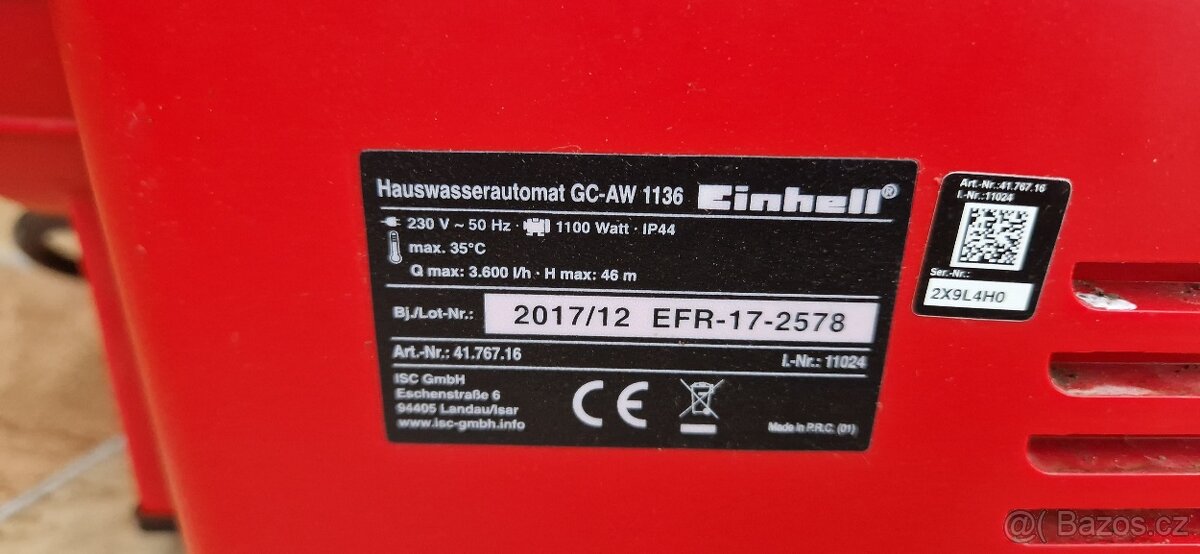 Hauswasserautomat GC-AW 1136 Einhell®
230 V ~ 50 Hz · 1100 Watt · IP44
max. 35°C
Q max: 3.600 l/h · H max: 46 m
Bj./Lot-Nr.: 2017/12 EFR-17-2578
Art.-Nr.: 41.767.16 I.-Nr.: 11024
ISC GmbH
Eschenstraße 6
94405 Landau/Isar
www.isc-gmbh.info
CE
Made in P.R.C. (01)
Art.-Nr.:41.767.16
I.-Nr.:11024
Ser.-Nr.:
2X9L4H0
@( Bazos.cz